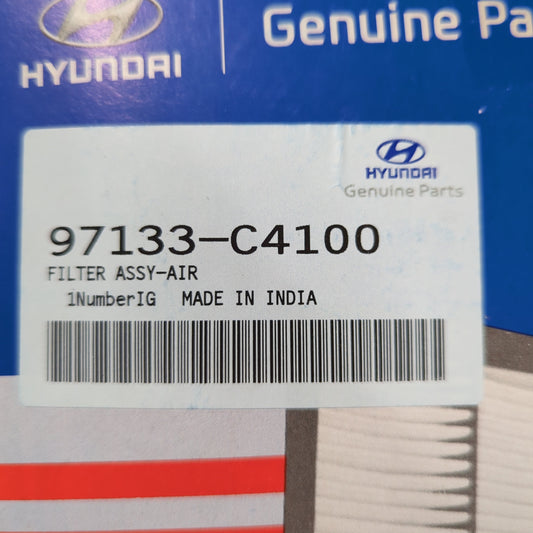 HYUNDAI
Genuine Pa
HYUNDAI
Genuine Parts
97133-C4100
FILTER ASSY-AIR
1NumberIG MADE IN INDIA